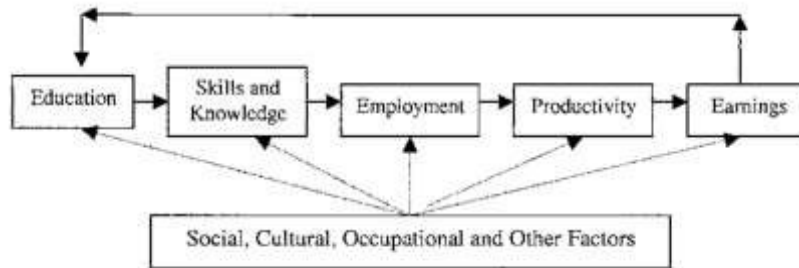 Education
Skills and
Knowledge
Employment
Productivity
Earnings
Social, Cultural, Occupational and Other Factors